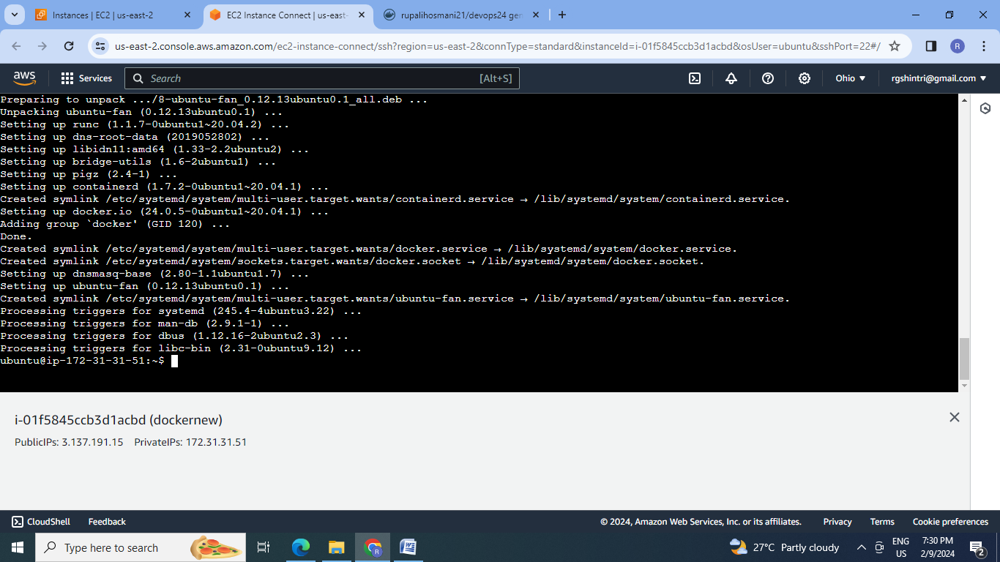 Instances | EC2 | us-east-2
EC2 Instance Connect | us-east-
rupalihosmani21/devops24 gen
us-east-2.console.aws.amazon.com/ec2-instance-connect/ssh?region=us-east-2&connType=standard&instanceId=i-01f5845ccb3d1acbd&osUser=ubuntu&sshPort=22#/
R
aws
Services
Search
[Alt+S]
Ohio
rgshintri@gmail.com
Preparing to unpack .../8-ubuntu-fan_0.12.13ubuntu0.1_all.deb ...
Unpacking ubuntu-fan (0.12.13ubuntu0.1) ...
Setting up runc (1.1.7-0ubuntu1~20.04.2) ...
Setting up dns-root-data (2019052802) ...
Setting up libidn11:amd64 (1.33-2.2ubuntu2) ...
Setting up bridge-utils (1.6-2ubuntu1) ...
Setting up pigz (2.4-1) ...
Setting up containerd (1.7.2-0ubuntu1~20.04.1) ...
Created symlink /etc/systemd/system/multi-user.target.wants/containerd.service → /lib/systemd/system/containerd.service.
Setting up docker.io (24.0.5-0ubuntu1~20.04.1) ...
Adding group `docker' (GID 120) ...
Done.
Created symlink /etc/systemd/system/multi-user.target.wants/docker.service → /lib/systemd/system/docker.service.
Created symlink /etc/systemd/system/sockets.target.wants/docker.socket → /lib/systemd/system/docker.socket.
Setting up dnsmasq-base (2.80-1.1ubuntu1.7) ...
Setting up ubuntu-fan (0.12.13ubuntu0.1) ...
Created symlink /etc/systemd/system/multi-user.target.wants/ubuntu-fan.service → /lib/systemd/system/ubuntu-fan.service.
Processing triggers for systemd (245.4-4ubuntu3.22) ...
Processing triggers for man-db (2.9.1-1) ...
Processing triggers for dbus (1.12.16-2ubuntu2.3) ...
Processing triggers for libc-bin (2.31-0ubuntu9.12) ...
ubuntu@ip-172-31-31-51:~$
i-01f5845ccb3d1acbd (dockernew)
PublicIPs: 3.137.191.15 PrivateIPs: 172.31.31.51
CloudShell
Feedback
© 2024, Amazon Web Services, Inc. or its affiliates.
Privacy
Terms
Cookie preferences
Type here to search
R
27°C Partly cloudy
ENG
US
7:30 PM
2/9/2024
2